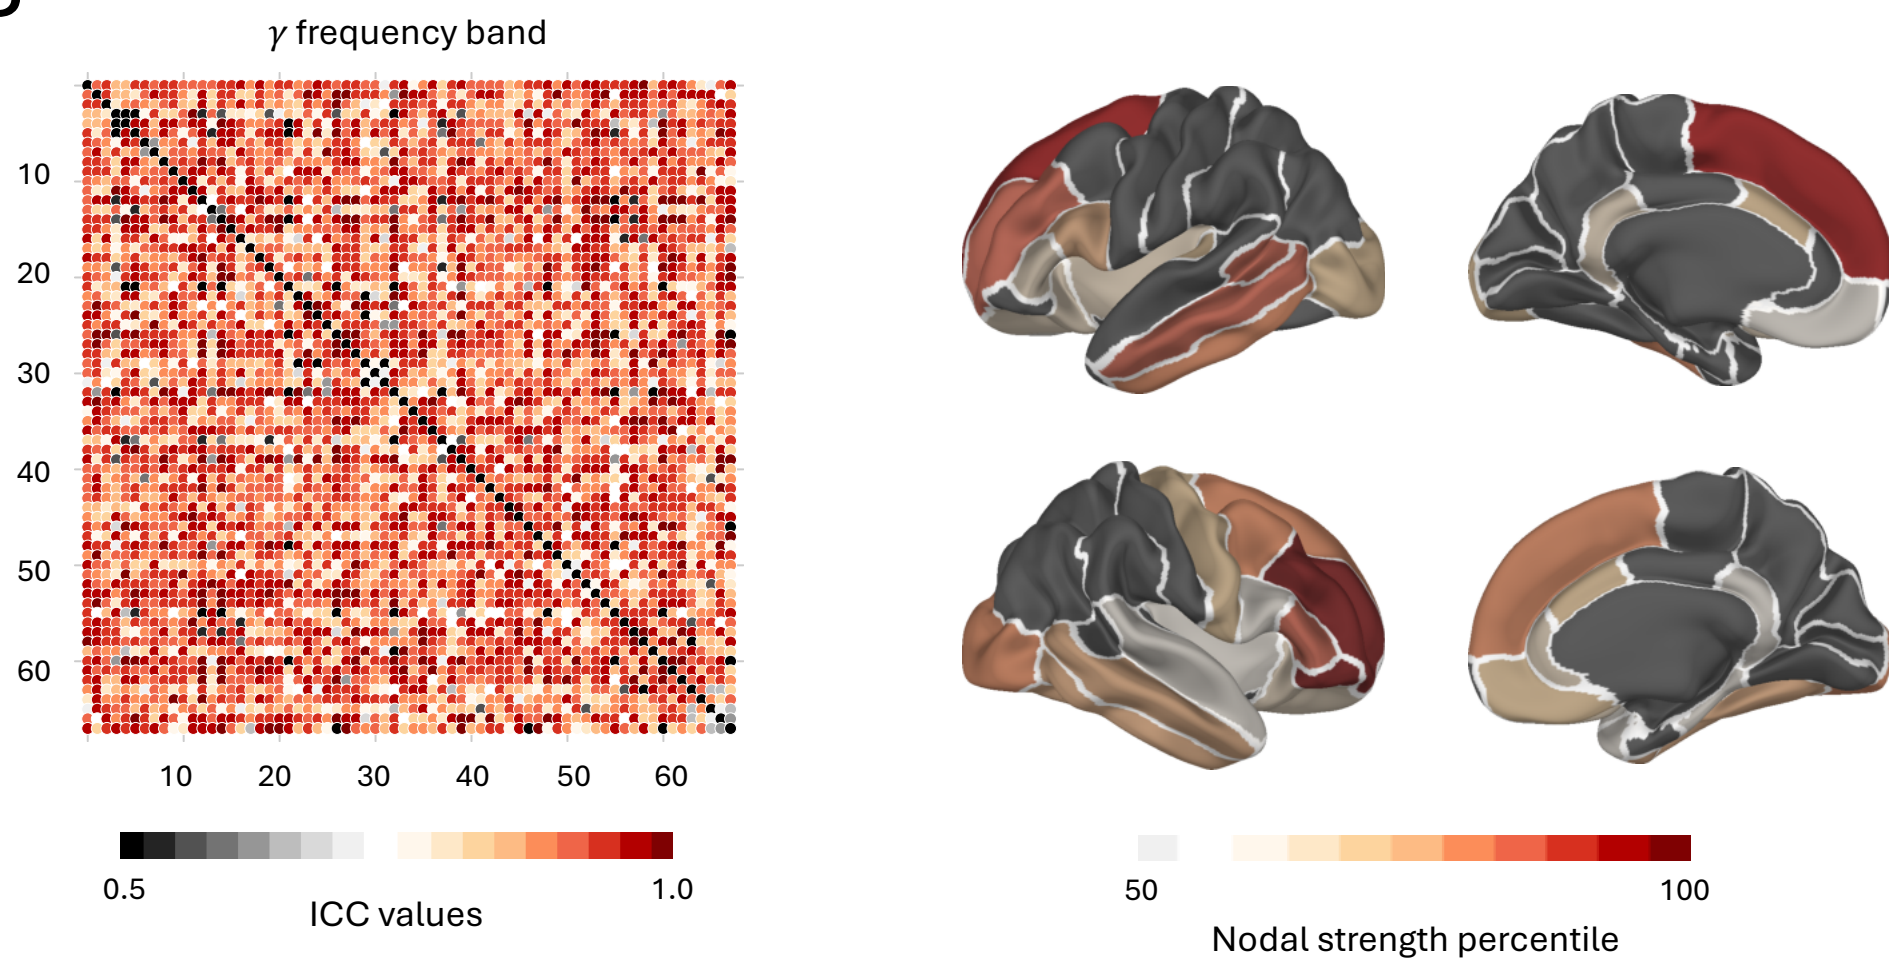 γ frequency band
10
20
30
40
50
60
10 20 30 40 50 60
0.5 1.0
ICC values
50 100
Nodal strength percentile